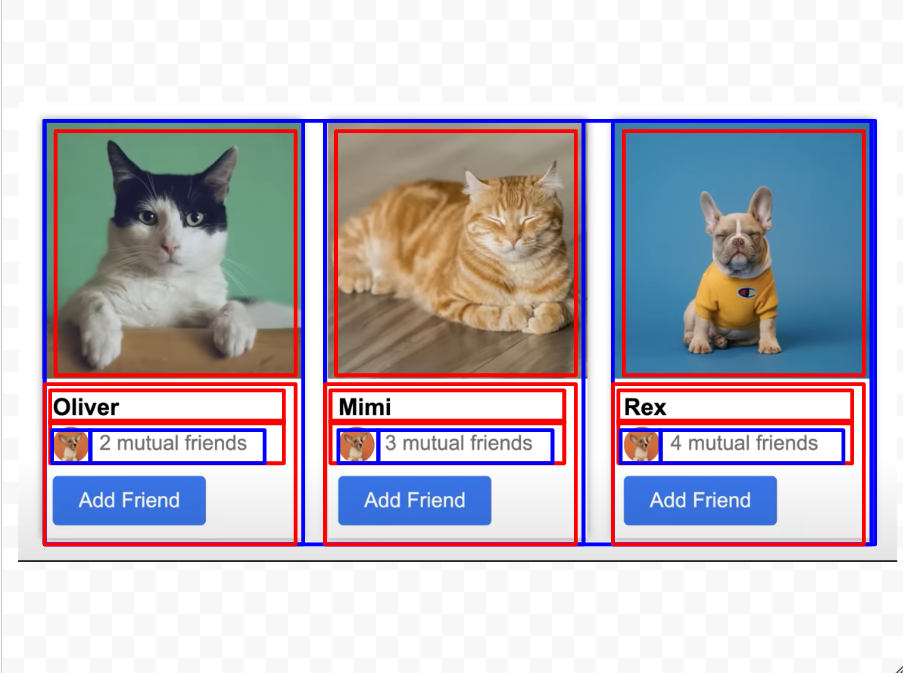 Oliver
2 mutual friends
Add Friend
Mimi
3 mutual friends
Add Friend
Rex
4 mutual friends
Add Friend